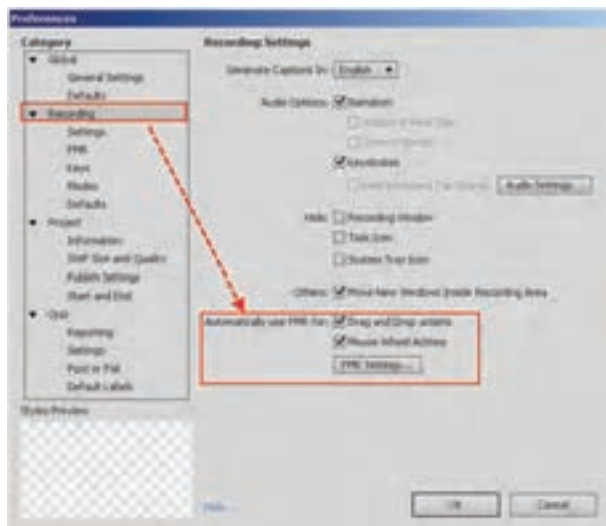 Preferences
Category
Global
General Settings
Defaults
Recording
Settings
FMR
Keys
Modes
Defaults
Project
Information
SWF Size and Quality
Publish Settings
Start and End
Quiz
Reporting
Settings
Pass or Fail
Default Labels
Styles Preview
Recording Settings
Generate Captions In: English
Audio Options: Narration
Keystrokes
Audio Settings...
Hide: Recording Window
Task Icon
System Tray Icon
Others: Move New Windows Inside Recording Area
Automatically use FMR for: Drag and Drop actions
Mouse Wheel Actions
FMR Settings...
Help...
OK
Cancel